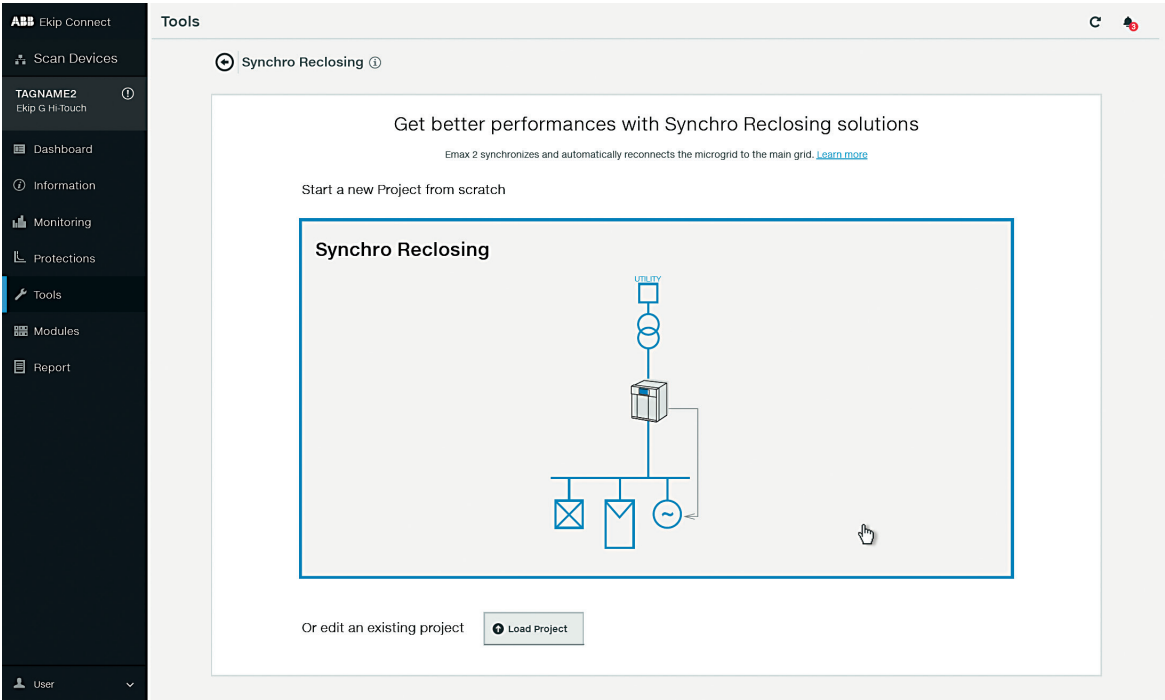 ABB Ekip Connect
Tools
3
Scan Devices
Synchro Reclosing
TAGNAME2
Ekip G Hi-Touch
Dashboard
Information
Monitoring
Protections
Tools
Modules
Report
User
Get better performances with Synchro Reclosing solutions
Emax 2 synchronizes and automatically reconnects the microgrid to the main grid. Learn more
Start a new Project from scratch
Synchro Reclosing
UTILITY
Or edit an existing project
Load Project